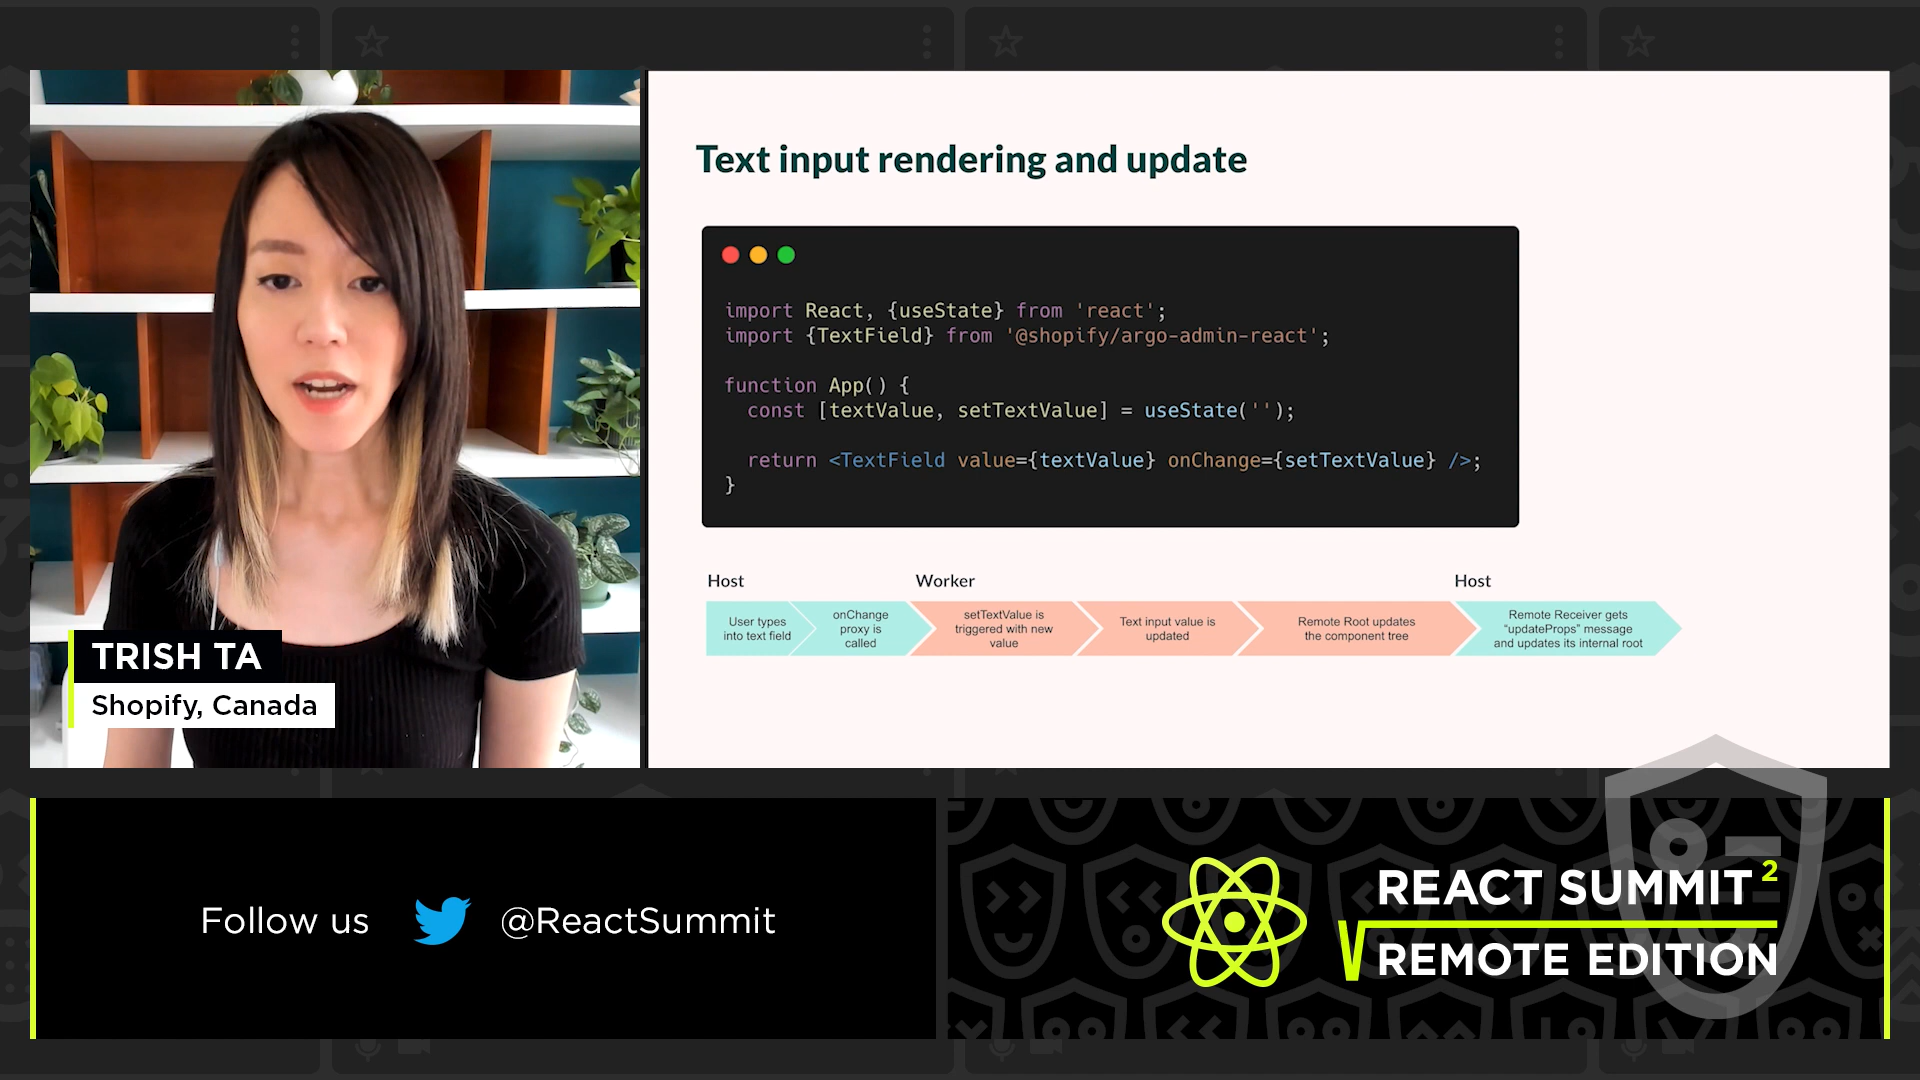 TRISH TA
Shopify, Canada
Text input rendering and update
import React, {useState} from 'react';
import {TextField} from '@shopify/argo-admin-react';
function App() {
const [textValue, setTextValue] = useState('');
return <TextField value={textValue} onChange={setTextValue} />;
}
Host
Worker
Host
User types
into text field
onChange
proxy is
called
setTextValue is
triggered with new
value
Text input value is
updated
Remote Root updates
the component tree
Remote Receiver gets
“updateProps” message
and updates its internal root
Follow us
@ReactSummit
REACT SUMMIT 2
REMOTE EDITION